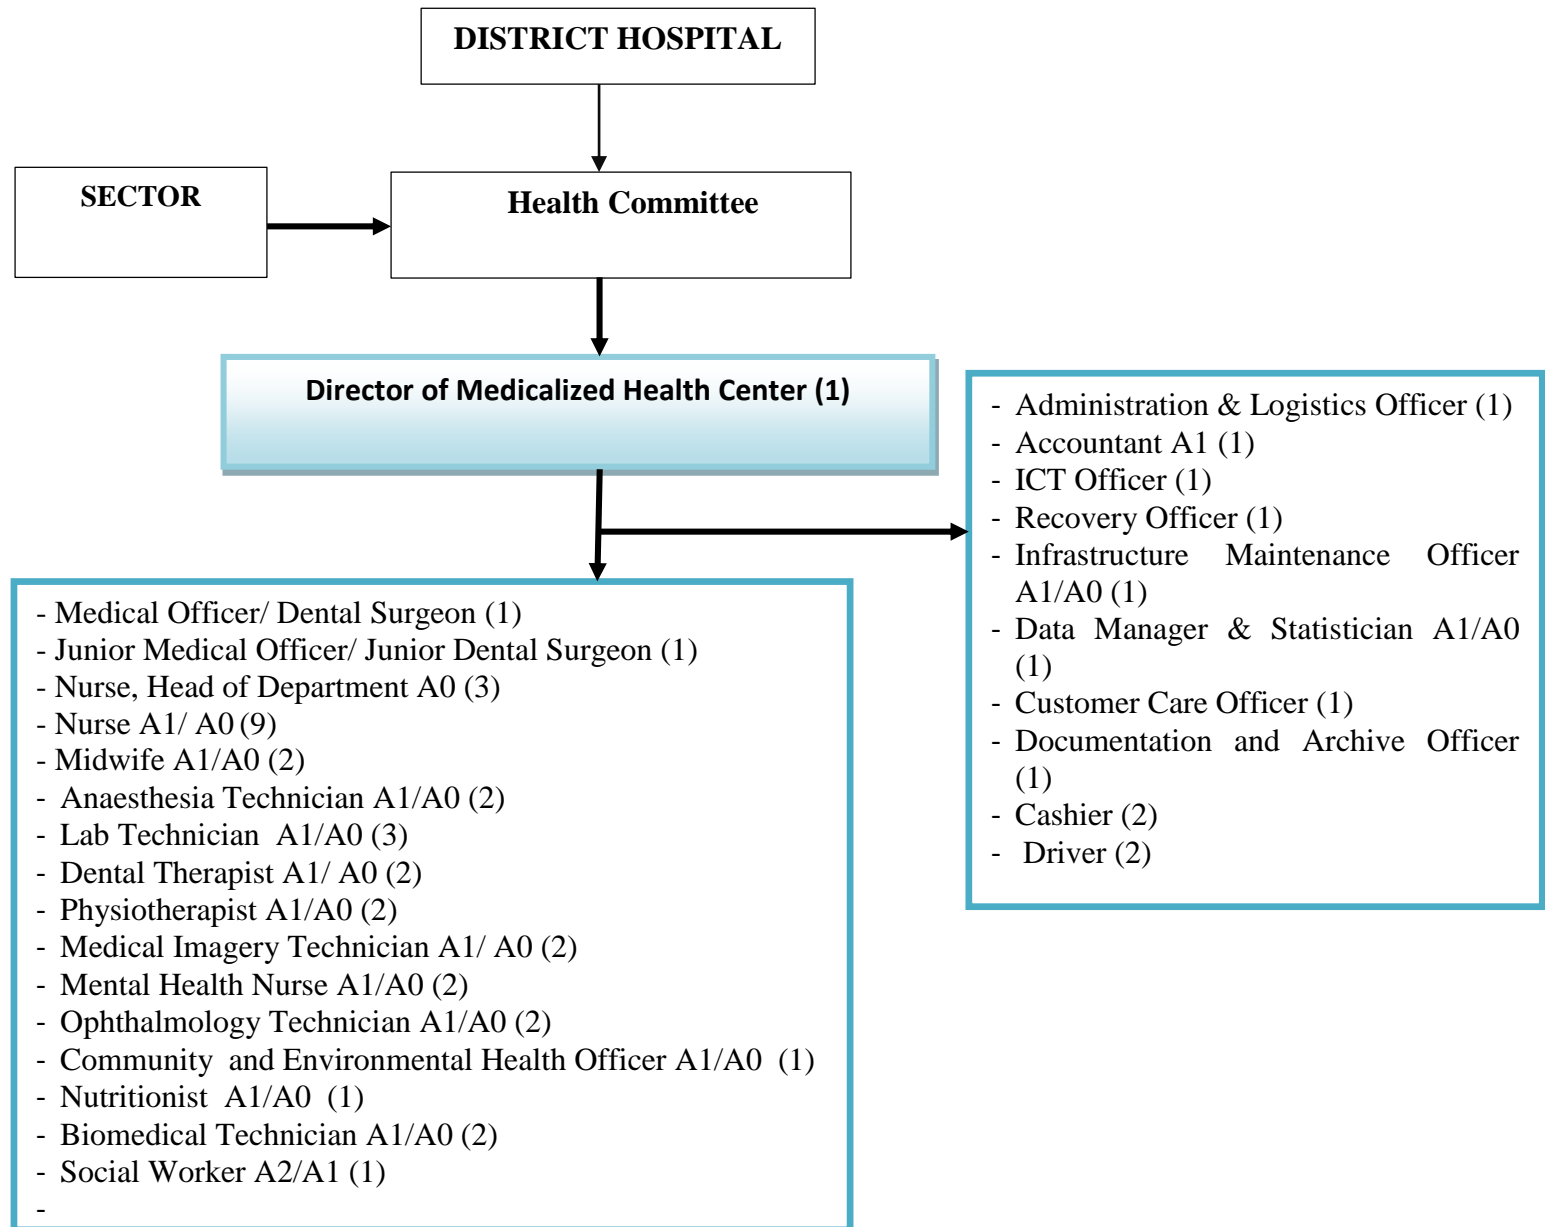 DISTRICT HOSPITAL
SECTOR
Health Committee
Director of Medicalized Health Center (1)
- Administration & Logistics Officer (1)
- Accountant A1 (1)
- ICT Officer (1)
- Recovery Officer (1)
- Infrastructure Maintenance Officer
A1/A0 (1)
- Data Manager & Statistician A1/A0
(1)
- Customer Care Officer (1)
- Documentation and Archive Officer
(1)
- Cashier (2)
- Driver (2)
- Medical Officer/ Dental Surgeon (1)
- Junior Medical Officer/ Junior Dental Surgeon (1)
- Nurse, Head of Department A0 (3)
- Nurse A1/ A0 (9)
- Midwife A1/A0 (2)
- Anaesthesia Technician A1/A0 (2)
- Lab Technician A1/A0 (3)
- Dental Therapist A1/ A0 (2)
- Physiotherapist A1/A0 (2)
- Medical Imagery Technician A1/ A0 (2)
- Mental Health Nurse A1/A0 (2)
- Ophthalmology Technician A1/A0 (2)
- Community and Environmental Health Officer A1/A0 (1)
- Nutritionist A1/A0 (1)
- Biomedical Technician A1/A0 (2)
- Social Worker A2/A1 (1)
-